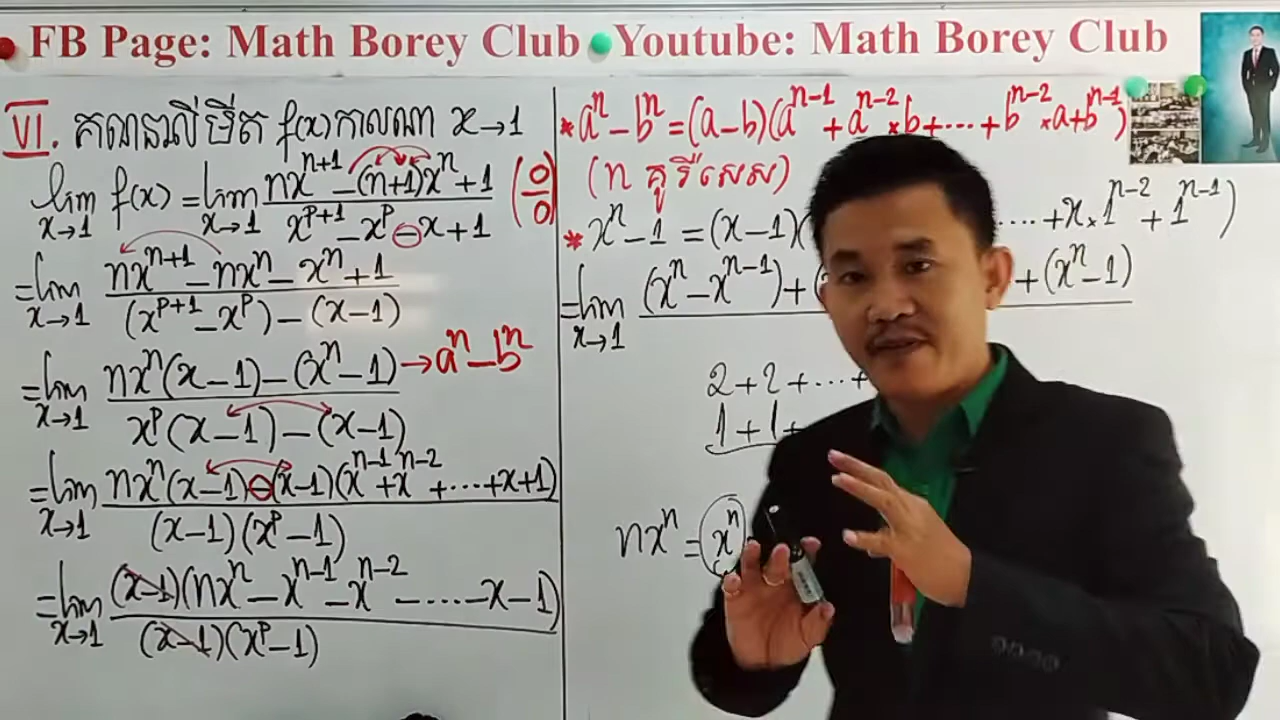 FB Page: Math Borey Club Youtube: Math Borey Club
VI. គណនាលីមីត f(x) កាលណា x→1
lim x→1 f(x) = lim x→1 (nx^(n+1) - (n+1)x^n + 1)/(x^(p+1) - x^p - x + 1) (0/0)
= lim x→1 (nx^(n+1) - nx^n - x^n + 1)/((x^(p+1) - x^p) - (x-1))
= lim x→1 (nx^n(x-1) - (x^n - 1))/(x^p(x-1) - (x-1)) → a^n - b^n
= lim x→1 (nx^n(x-1) - (x-1)(x^(n-1) + x^(n-2) + .... + x + 1))/((x-1)(x^p - 1))
= lim x→1 ((x-1)(nx^n - x^(n-1) - x^(n-2) - .... - x - 1))/((x-1)(x^p - 1))
* a^n - b^n = (a-b)(a^(n-1) + a^(n-2) × b + .... + b^(n-2) × a + b^(n-1))
(n គូរឺសេស)
* x^n - 1 = (x-1)( .... + x × 1^(n-2) + 1^(n-1))
= lim x→1 (x^n - x^(n-1)) + ( + (x^n - 1)
2 + 2 + .... +
1 + 1 +
nx^n = x^n